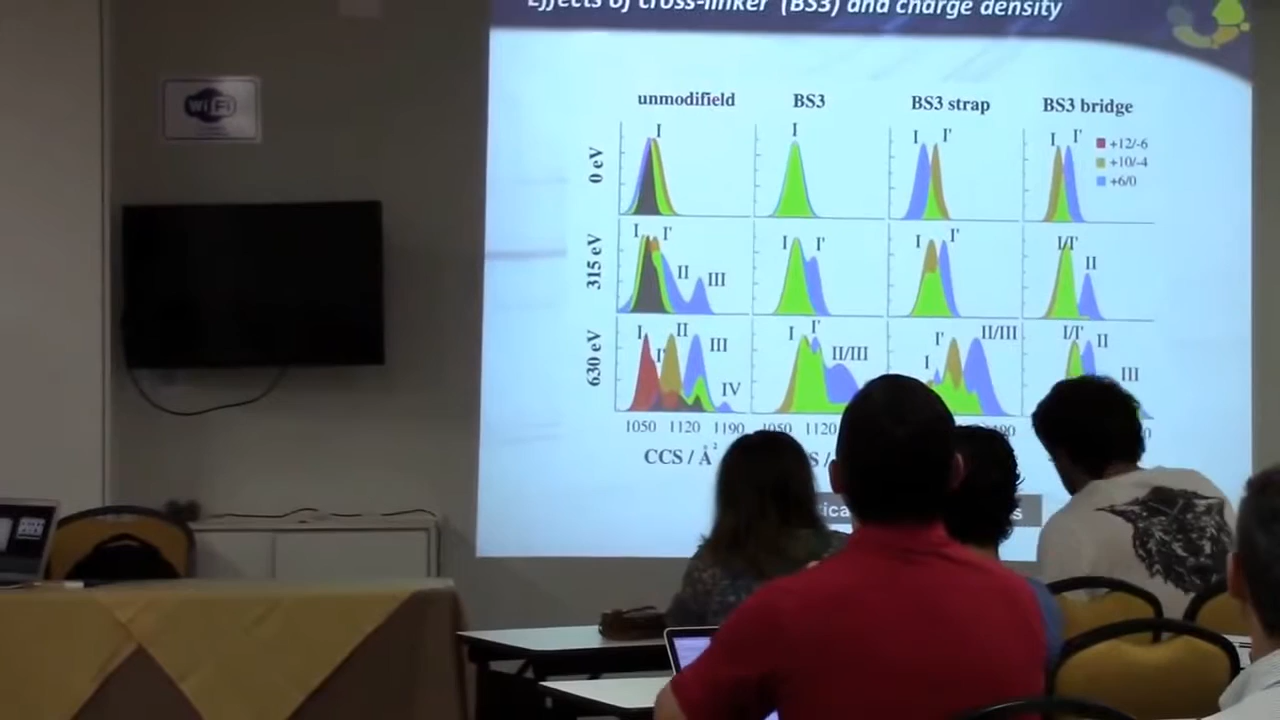 Effects of cross-linker (BS3) and charge density
WiFi
unmodifield BS3 BS3 strap BS3 bridge
+12/-6
+10/-4
+6/0
0 eV
I I I I' I I'
315 eV
I I' II III I I' I I' I/I' II
630 eV
I I' II III IV I I' II/III I I' II/III I/I' II III
1050 1120 1190 1050 1120
CCS / Å²